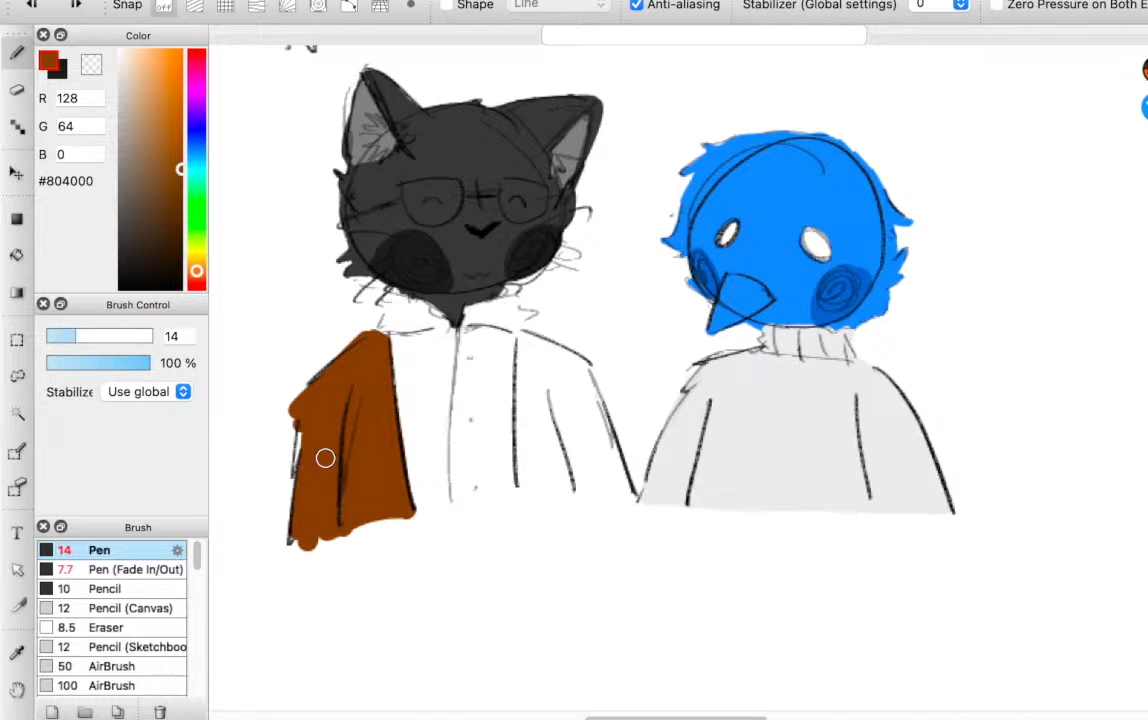 Snap
off
Shape
Line
Anti-aliasing
Stabilizer (Global settings)
0
Zero Pressure on Both E
Color
R 128
G 64
B 0
#804000
Brush Control
14
100 %
Stabilize
Use global
Brush
14 Pen
7.7 Pen (Fade In/Out)
10 Pencil
12 Pencil (Canvas)
8.5 Eraser
12 Pencil (Sketchboo
50 AirBrush
100 AirBrush
T